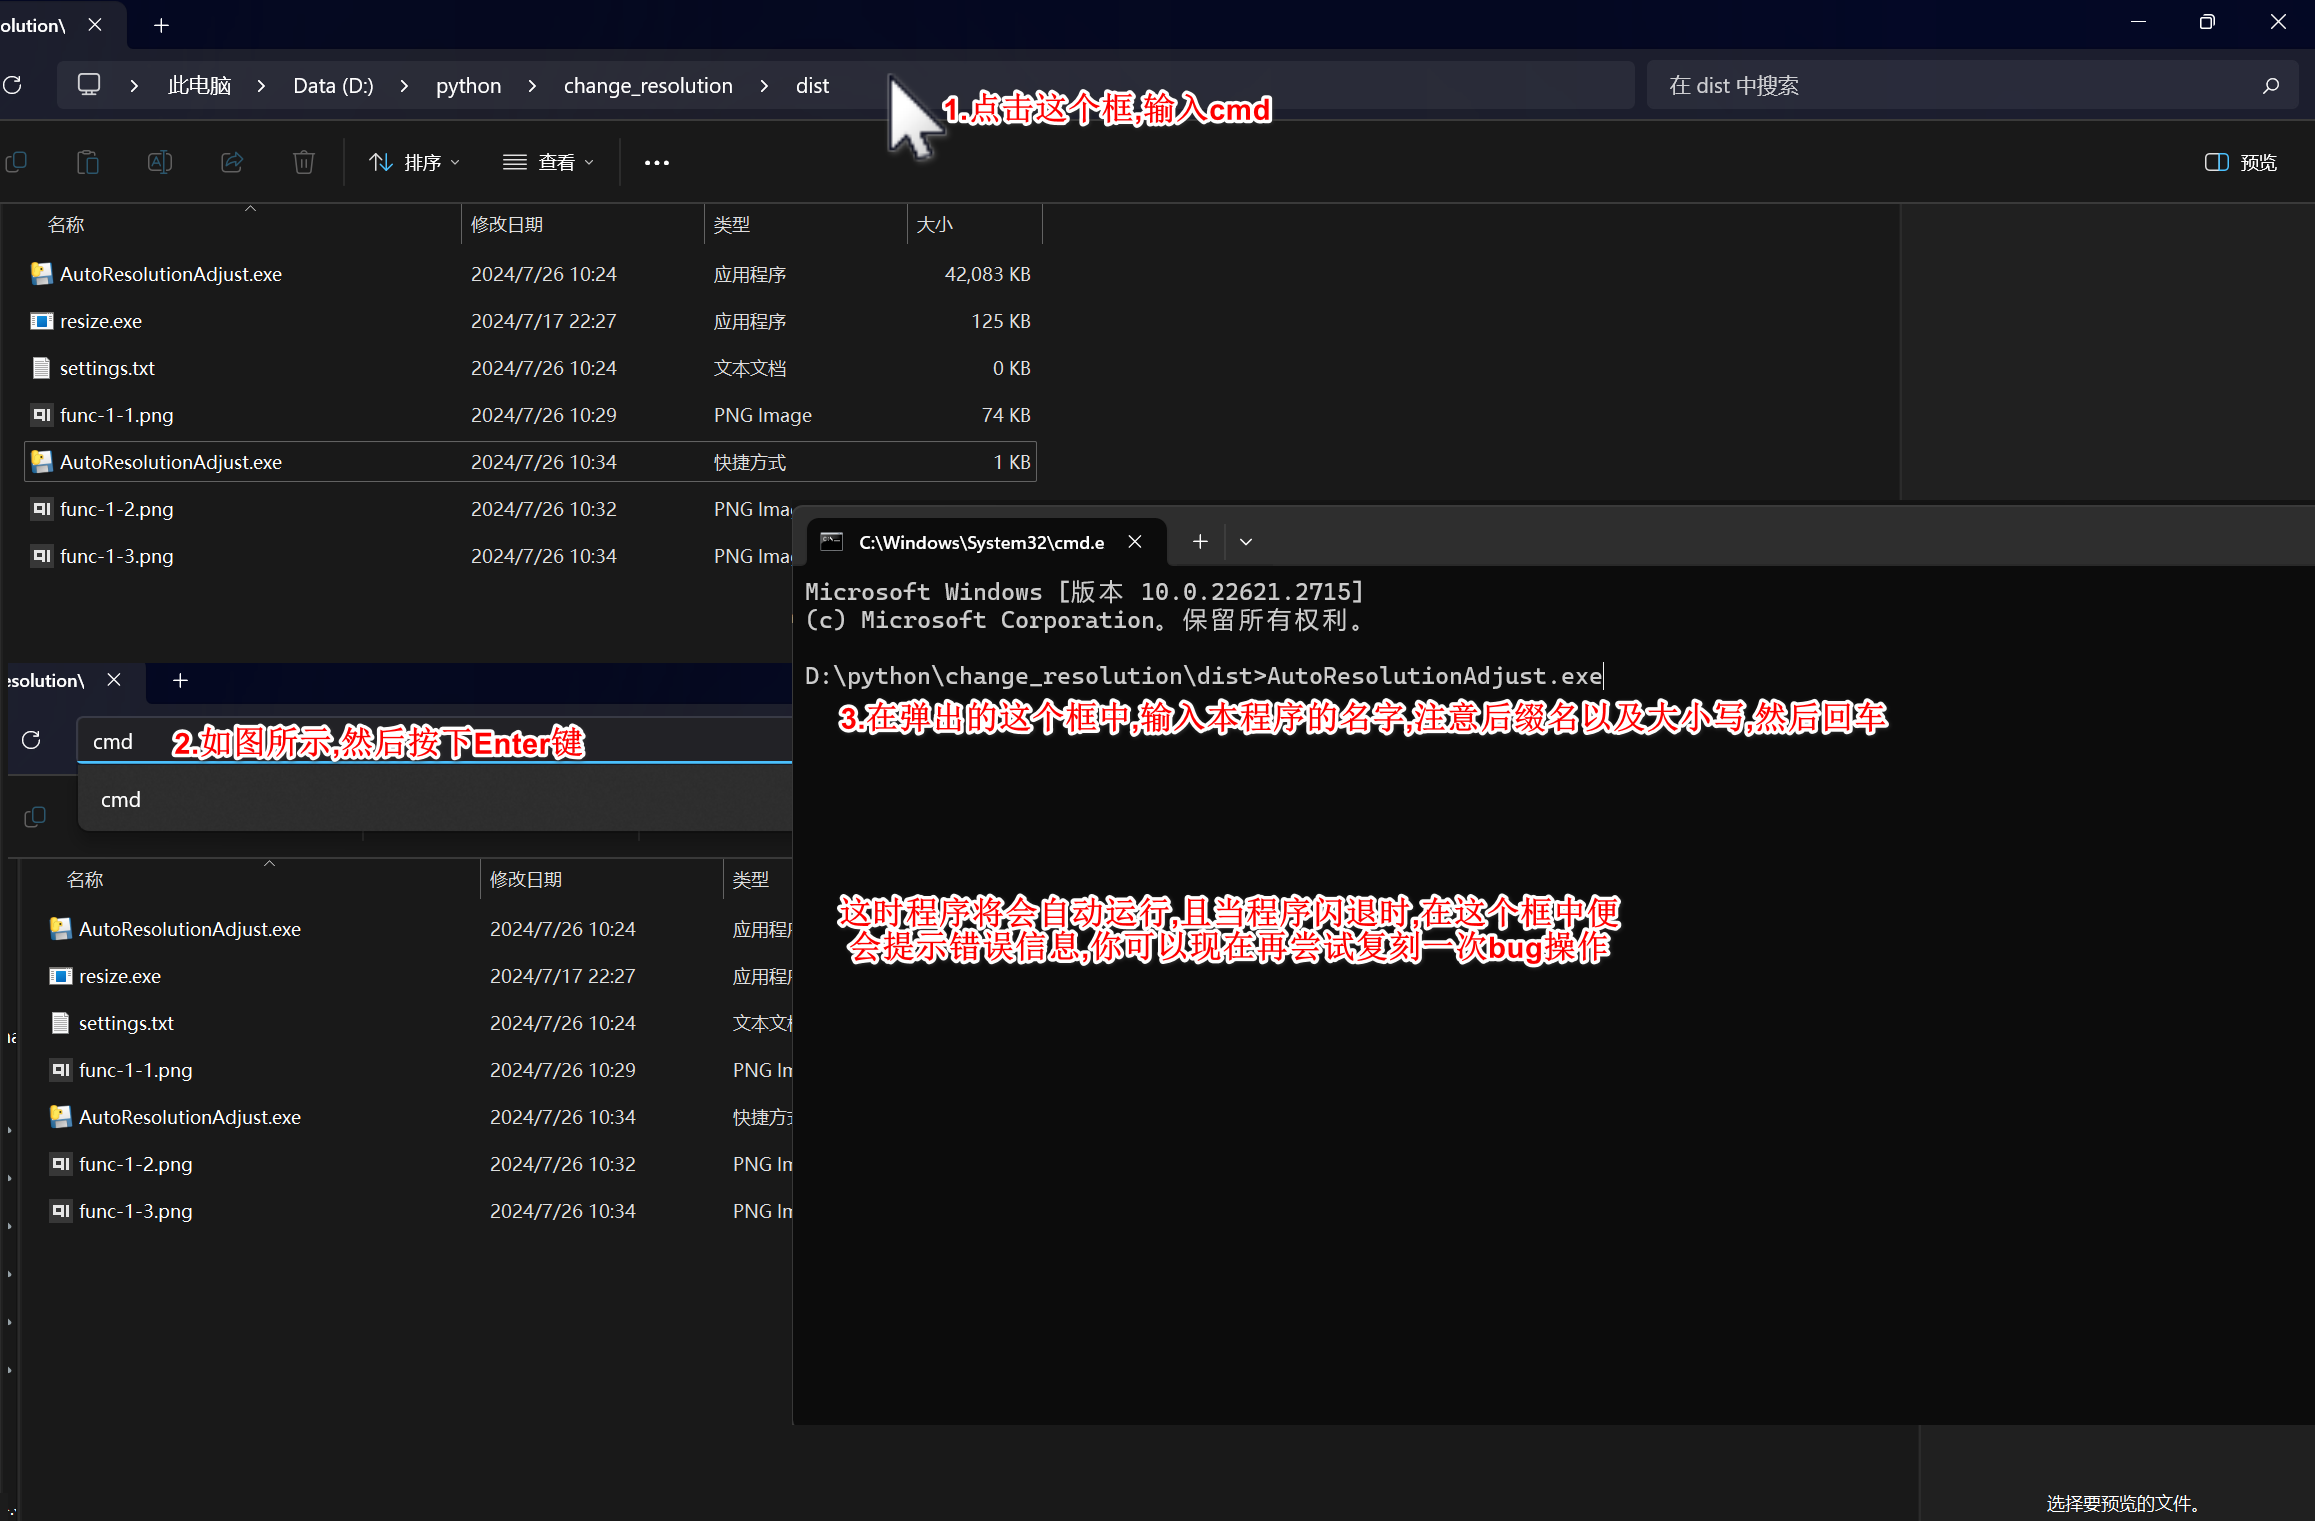 olution\
此电脑 > Data (D:) > python > change_resolution > dist
在 dist 中搜索
1.点击这个框,输入cmd
排序 查看 ••• 预览
名称 修改日期 类型 大小
AutoResolutionAdjust.exe 2024/7/26 10:24 应用程序 42,083 KB
resize.exe 2024/7/17 22:27 应用程序 125 KB
settings.txt 2024/7/26 10:24 文本文档 0 KB
func-1-1.png 2024/7/26 10:29 PNG Image 74 KB
AutoResolutionAdjust.exe 2024/7/26 10:34 快捷方式 1 KB
func-1-2.png 2024/7/26 10:32 PNG Ima
func-1-3.png 2024/7/26 10:34 PNG Ima
C:\Windows\System32\cmd.e
Microsoft Windows [版本 10.0.22621.2715]
(c) Microsoft Corporation。保留所有权利。
D:\python\change_resolution\dist>AutoResolutionAdjust.exe
3.在弹出的这个框中,输入本程序的名字,注意后缀名以及大小写,然后回车
这时程序将会自动运行,且当程序闪退时,在这个框中便
会提示错误信息,你可以现在再尝试复刻一次bug操作
esolution\
cmd
2.如图所示,然后按下Enter键
cmd
名称 修改日期 类型
AutoResolutionAdjust.exe 2024/7/26 10:24 应用程
resize.exe 2024/7/17 22:27 应用程
settings.txt 2024/7/26 10:24 文本文
func-1-1.png 2024/7/26 10:29 PNG Im
AutoResolutionAdjust.exe 2024/7/26 10:34 快捷方
func-1-2.png 2024/7/26 10:32 PNG Im
func-1-3.png 2024/7/26 10:34 PNG Im
选择要预览的文件。